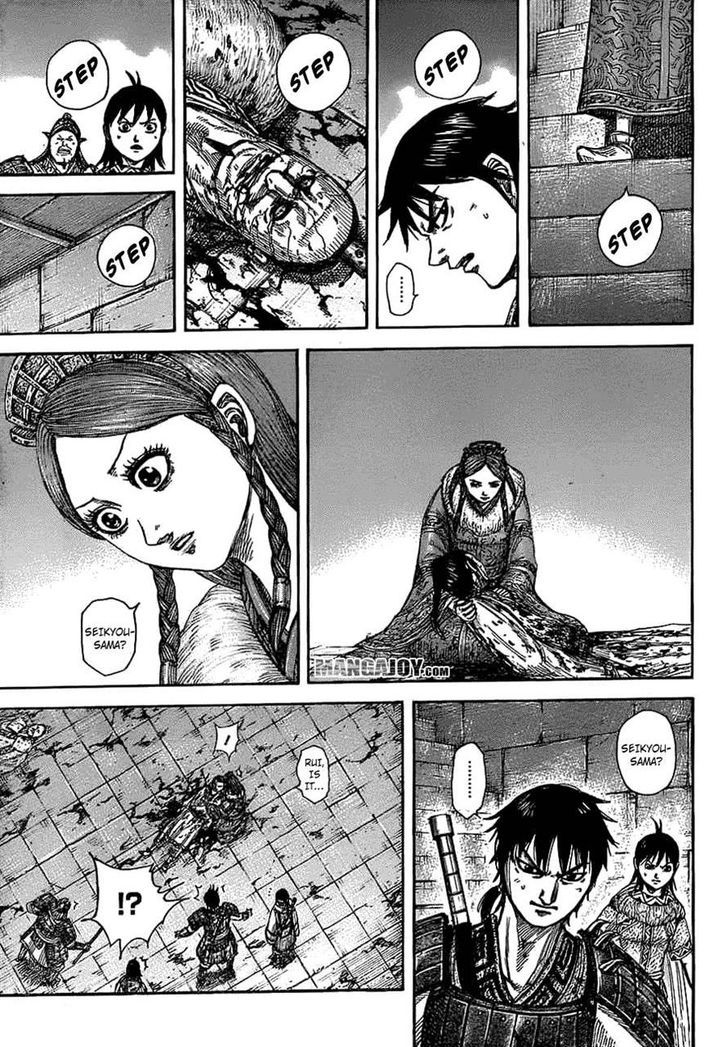 STEP
STEP
......
STEP
STEP
STEP
MANGAJOY.COM
SEIKYOU-
SAMA?
SEIKYOU-
SAMA?
........
RUI,
IS
IT...
!
!?